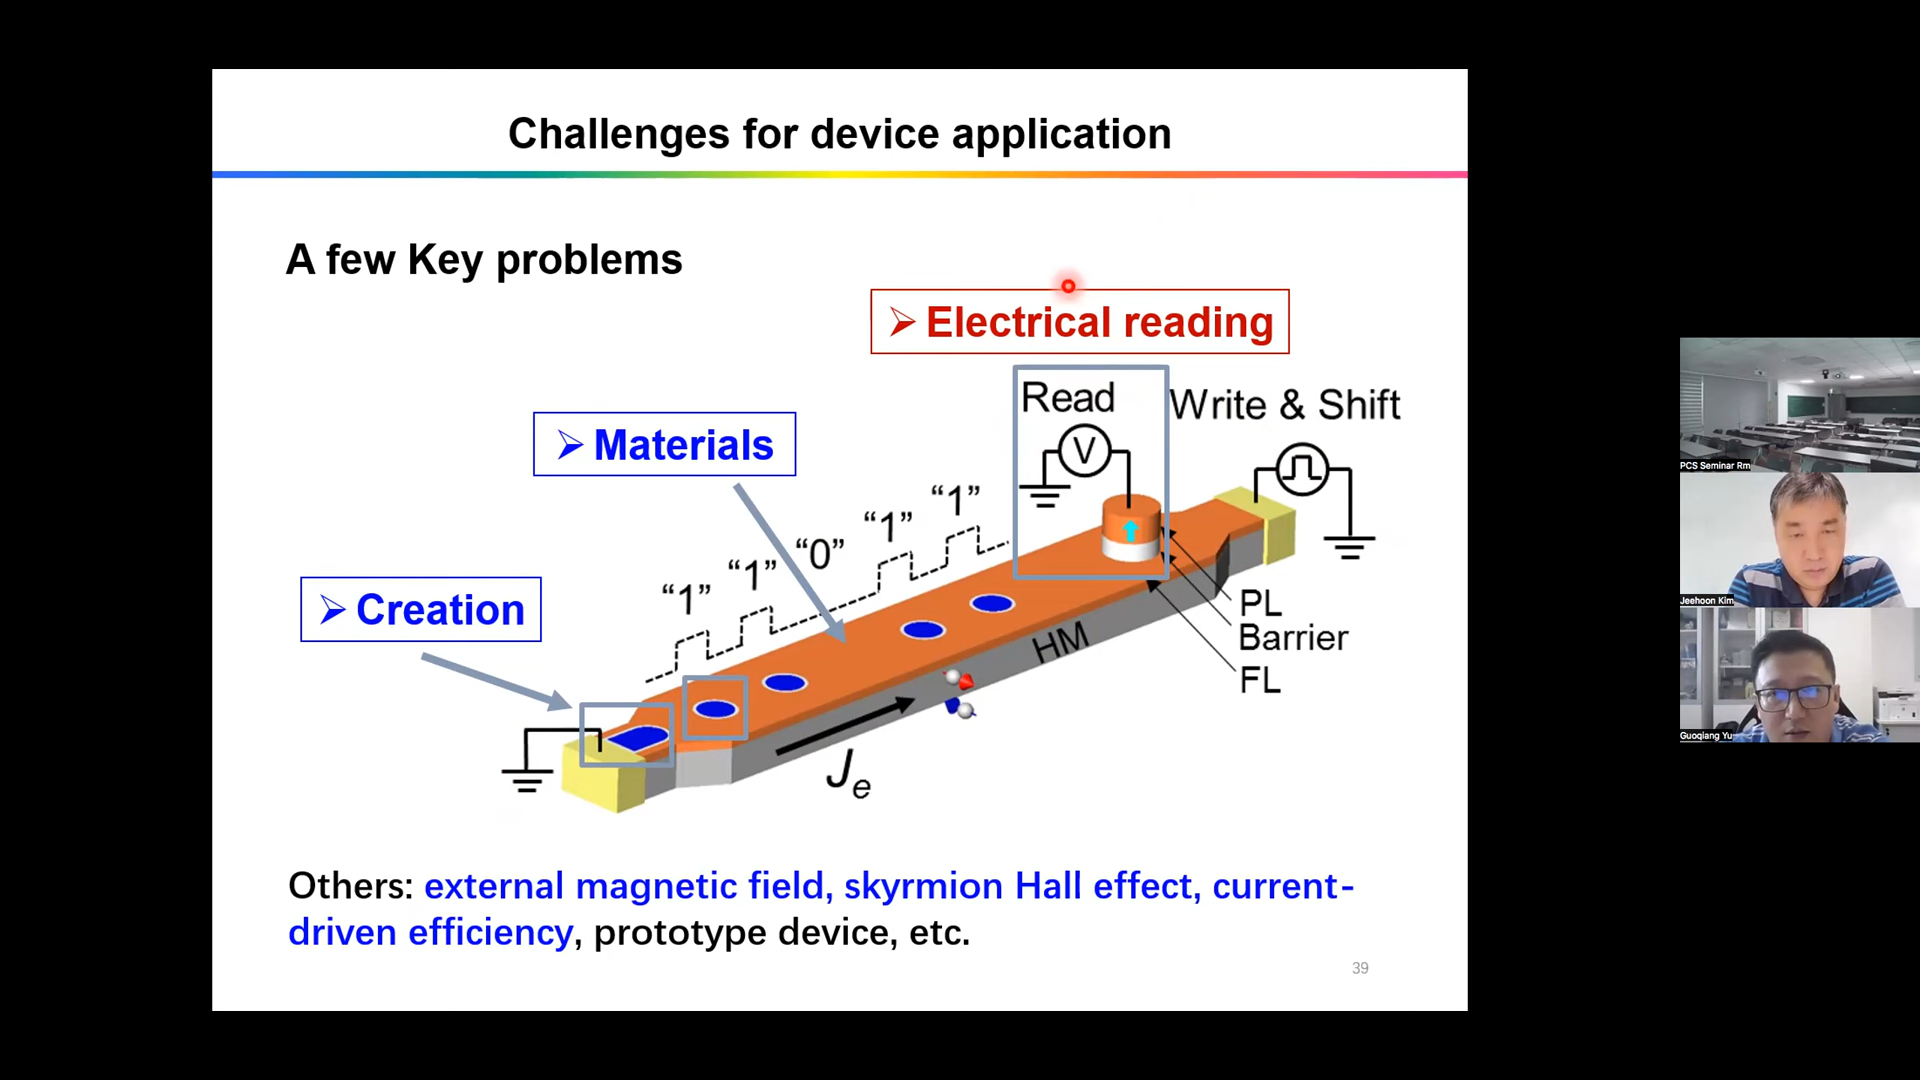 Challenges for device application
A few Key problems
➢ Electrical reading
Read
Write & Shift
V
➢ Materials
“1”
“1”
“0”
“1”
“1”
➢ Creation
PL
Barrier
FL
HM
Je
Others: external magnetic field, skyrmion Hall effect, current-
driven efficiency, prototype device, etc.
39
PCS Seminar Rm
Jeehoon Kim
Guoqiang Yu